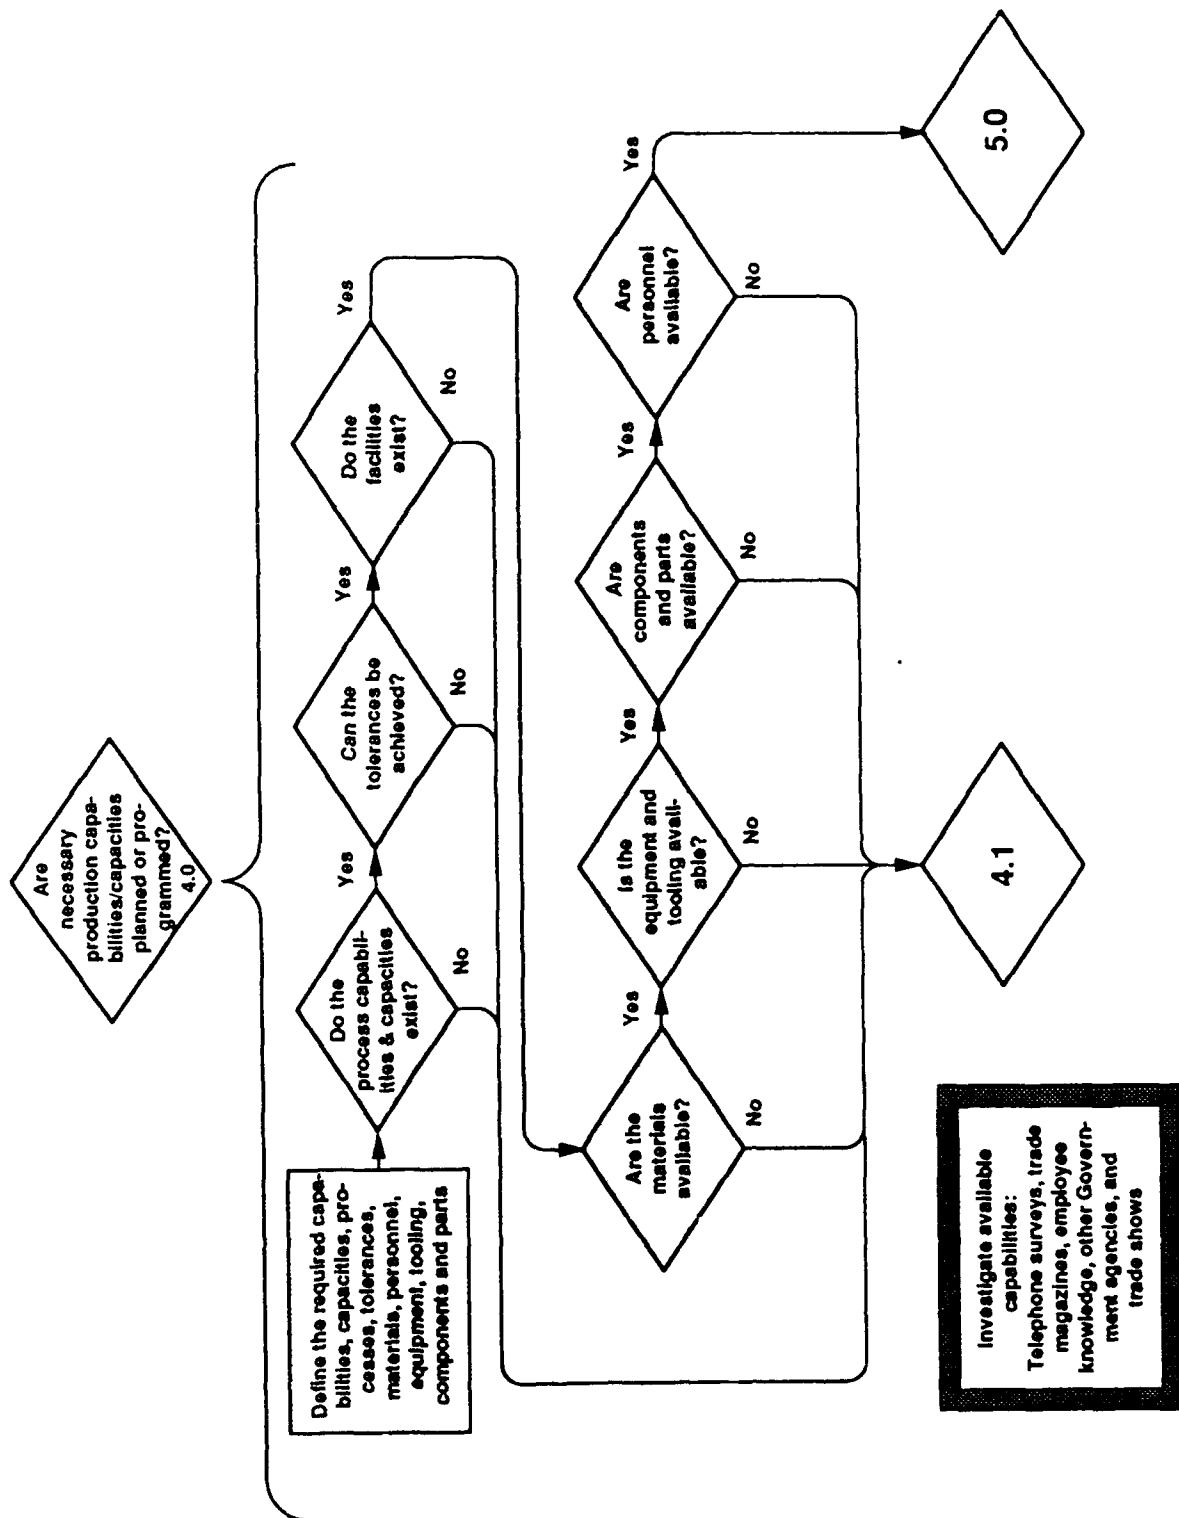 Are
necessary
production capa-
bilities/capacities
planned or pro-
grammed?
4.0
Define the required capa-
bilities, capacities, pro-
cesses, tolerances,
materials, personnel,
equipment, tooling,
components and parts
Do the
process capabili-
ities & capacities
exist?
Yes
No
Can the
tolerances be
achieved?
Yes
No
Do the
facilities
exist?
Yes
No
Are the
materials
available?
Yes
No
Is the
equipment and
tooling avail-
able?
Yes
No
Are
components
and parts
available?
Yes
No
Are
personnel
available?
Yes
No
Investigate available
capabilities:
Telephone surveys, trade
magazines, employee
knowledge, other Govern-
ment agencies, and
trade shows
4.1
5.0